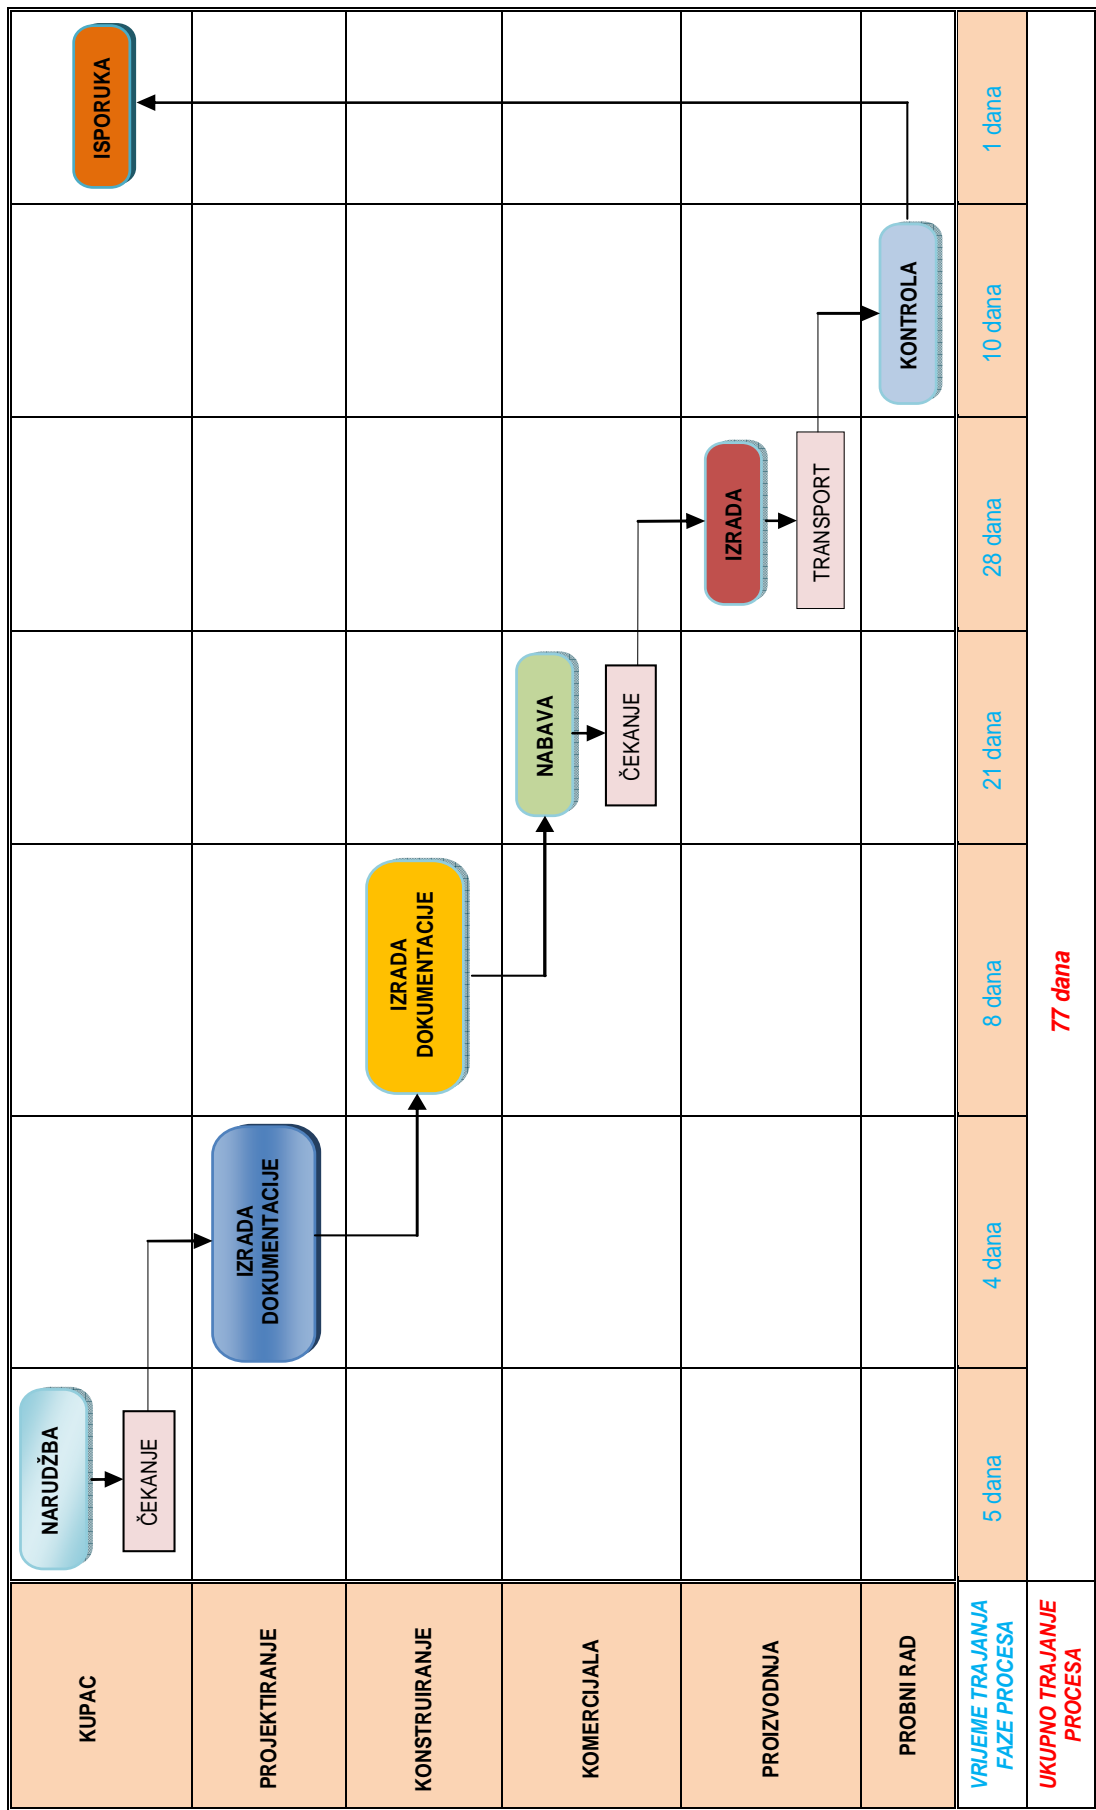 KUPAC
NARUDŽBA
ČEKANJE
ISPORUKA
PROJEKTIRANJE
IZRADA
DOKUMENTACIJE
KONSTRUIRANJE
IZRADA
DOKUMENTACIJE
KOMERCIJALA
NABAVA
ČEKANJE
PROIZVODNJA
IZRADA
TRANSPORT
PROBNI RAD
KONTROLA
VRIJEME TRAJANJA
FAZE PROCESA
5 dana
4 dana
8 dana
21 dana
28 dana
10 dana
1 dana
UKUPNO TRAJANJE
PROCESA
77 dana